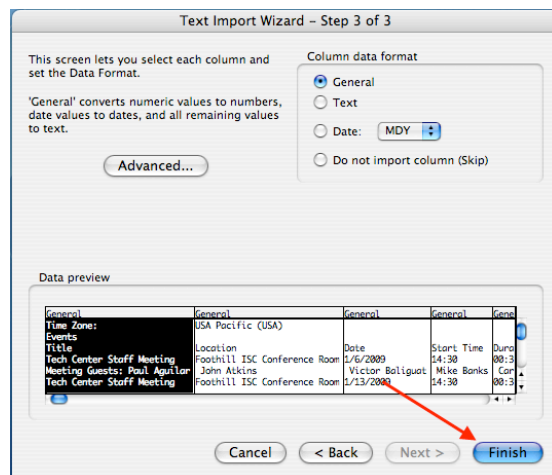 Text Import Wizard – Step 3 of 3
This screen lets you select each column and
set the Data Format.
'General' converts numeric values to numbers,
date values to dates, and all remaining values
to text.
Advanced...
Column data format
General
Text
Date: MDY
Do not import column (Skip)
Data preview
General General General General Gene
Time Zone: USA Pacific (USA)
Events
Title Location Date Start Time Dura
Tech Center Staff Meeting Foothill ISC Conference Room 1/6/2009 14:30 00:3
Meeting Guests: Paul Aguilar John Atkins Victor Baliguat Mike Banks Car
Tech Center Staff Meeting Foothill ISC Conference Room 1/13/2009 14:30 00:3
Cancel < Back Next > Finish